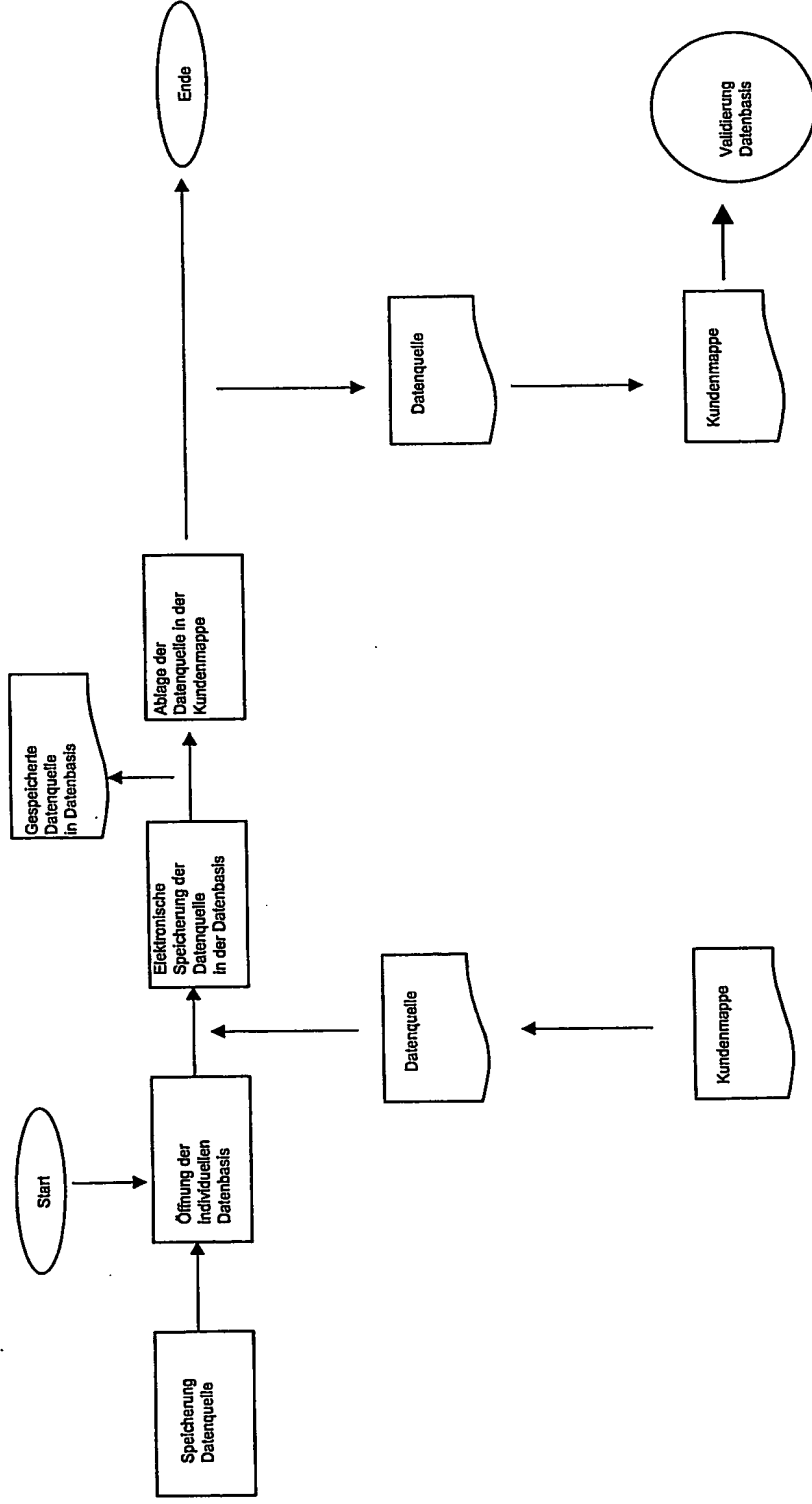 Start
Speicherung
Datenquelle
Öffnung der
individuellen
Datenbasis
Elektronische
Speicherung der
Datenquelle
in der Datenbasis
Gespeicherte
Datenquelle
in Datenbasis
Ablage der
Datenquelle in der
Kundenmappe
Ende
Datenquelle
Kundenmappe
Datenquelle
Kundenmappe
Validierung
Datenbasis